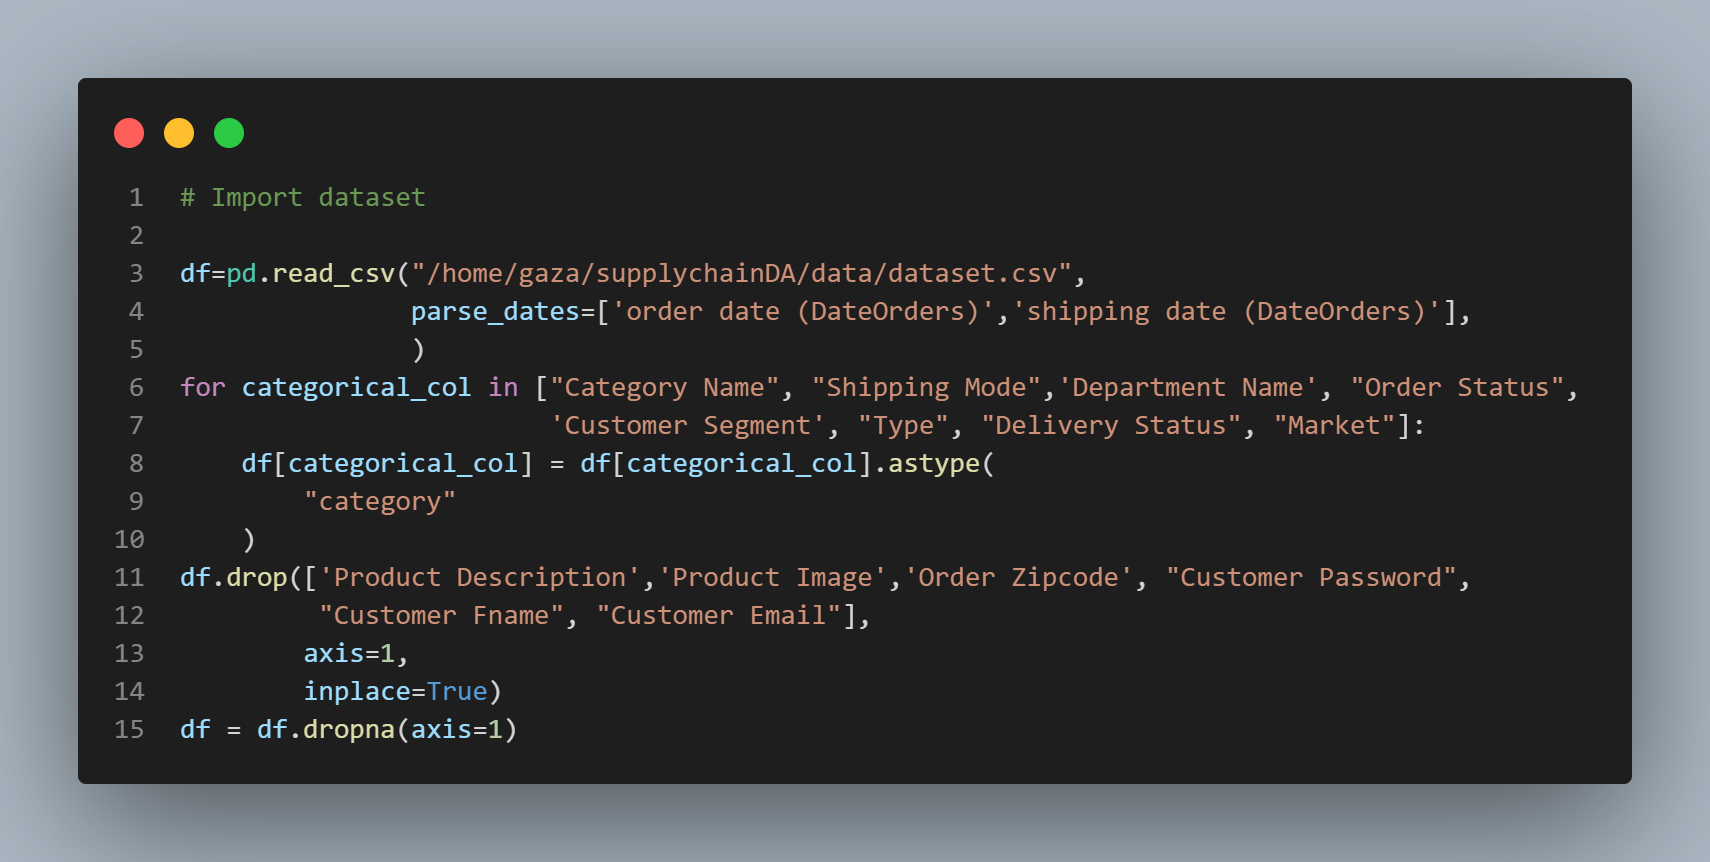 1 # Import dataset
2
3 df=pd.read_csv("/home/gaza/supplychainDA/data/dataset.csv",
4                parse_dates=['order date (DateOrders)','shipping date (DateOrders)'],
5                )
6 for categorical_col in ["Category Name", "Shipping Mode",'Department Name', "Order Status",
7                         'Customer Segment', "Type", "Delivery Status", "Market"]:
8     df[categorical_col] = df[categorical_col].astype(
9         "category"
10     )
11 df.drop(['Product Description','Product Image','Order Zipcode', "Customer Password",
12          "Customer Fname", "Customer Email"],
13         axis=1,
14         inplace=True)
15 df = df.dropna(axis=1)